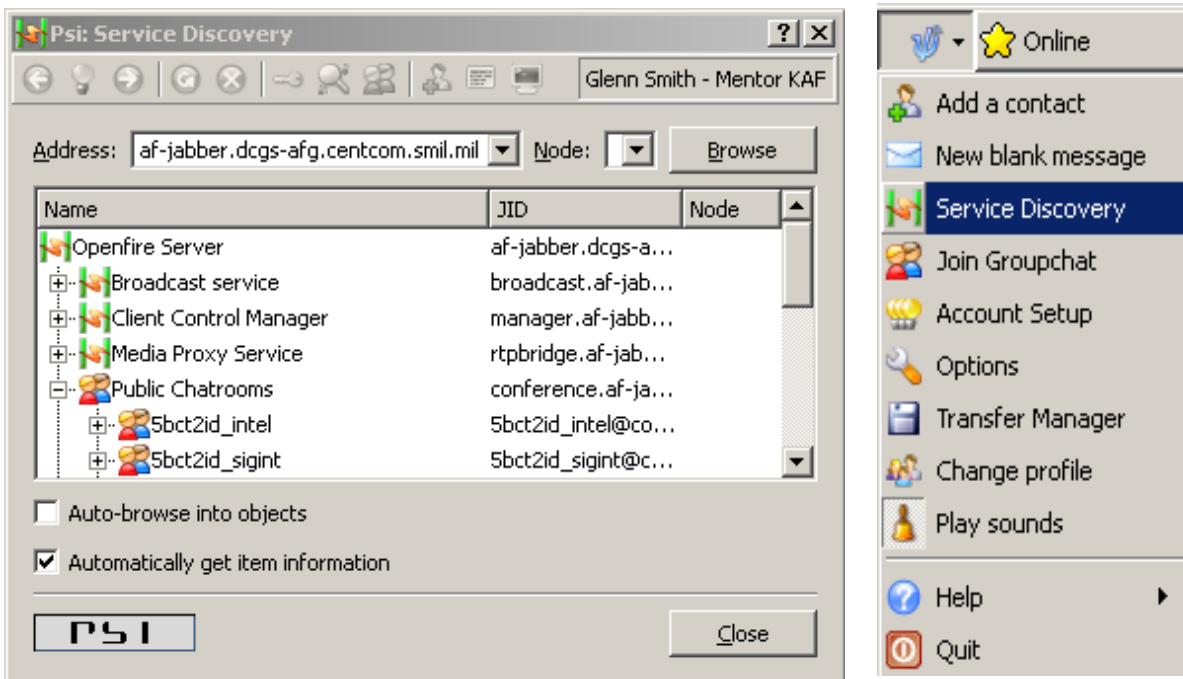 Psi: Service Discovery
Glenn Smith - Mentor KAF
Address: af-jabber.dcgs-afg.centcom.smil.mil Node: Browse
Name JID Node
Openfire Server af-jabber.dcgs-a...
Broadcast service broadcast.af-jab...
Client Control Manager manager.af-jabb...
Media Proxy Service rtpbridge.af-jab...
Public Chatrooms conference.af-ja...
5bct2id_intel 5bct2id_intel@co...
5bct2id_sigint 5bct2id_sigint@c...
Auto-browse into objects
Automatically get item information
PSI Close
Online
Add a contact
New blank message
Service Discovery
Join Groupchat
Account Setup
Options
Transfer Manager
Change profile
Play sounds
Help
Quit